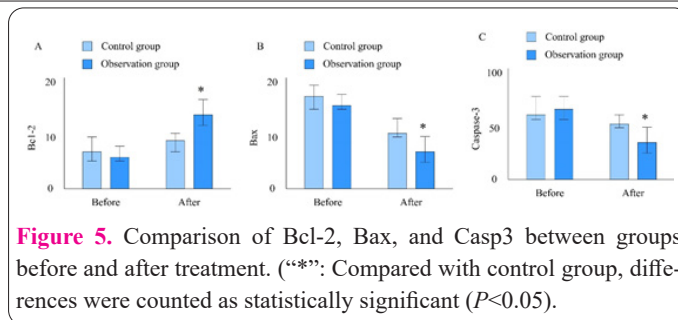 A
Control group
Observation group
20
10
0
Bcl-2
*
Before
After
B
Control group
Observation group
20
10
0
Bax
*
Before
After
C
Control group
Observation group
100
50
0
Caspase-3
*
Before
After
Figure 5. Comparison of Bcl-2, Bax, and Casp3 between groups
before and after treatment. (“*”: Compared with control group, diffe-
rences were counted as statistically significant (P<0.05).